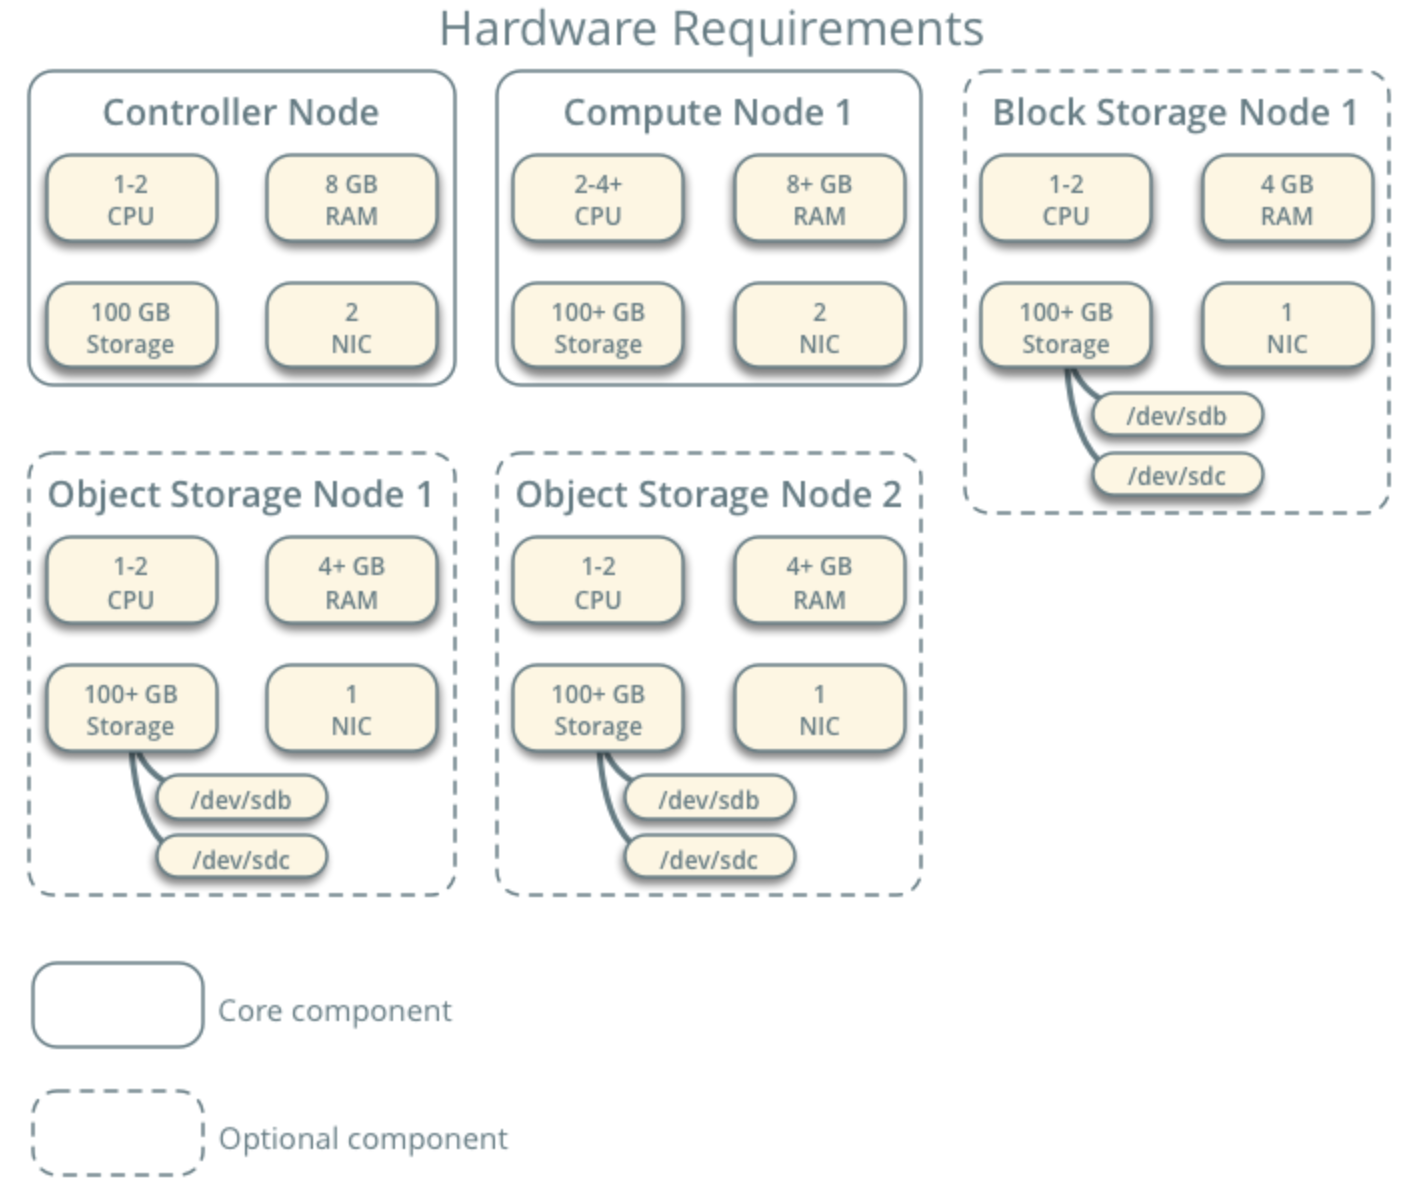 Hardware Requirements
Controller Node
1-2
CPU
8 GB
RAM
100 GB
Storage
2
NIC
Compute Node 1
2-4+
CPU
8+ GB
RAM
100+ GB
Storage
2
NIC
Block Storage Node 1
1-2
CPU
4 GB
RAM
100+ GB
Storage
1
NIC
/dev/sdb
/dev/sdc
Object Storage Node 1
1-2
CPU
4+ GB
RAM
100+ GB
Storage
1
NIC
/dev/sdb
/dev/sdc
Object Storage Node 2
1-2
CPU
4+ GB
RAM
100+ GB
Storage
1
NIC
/dev/sdb
/dev/sdc
Core component
Optional component